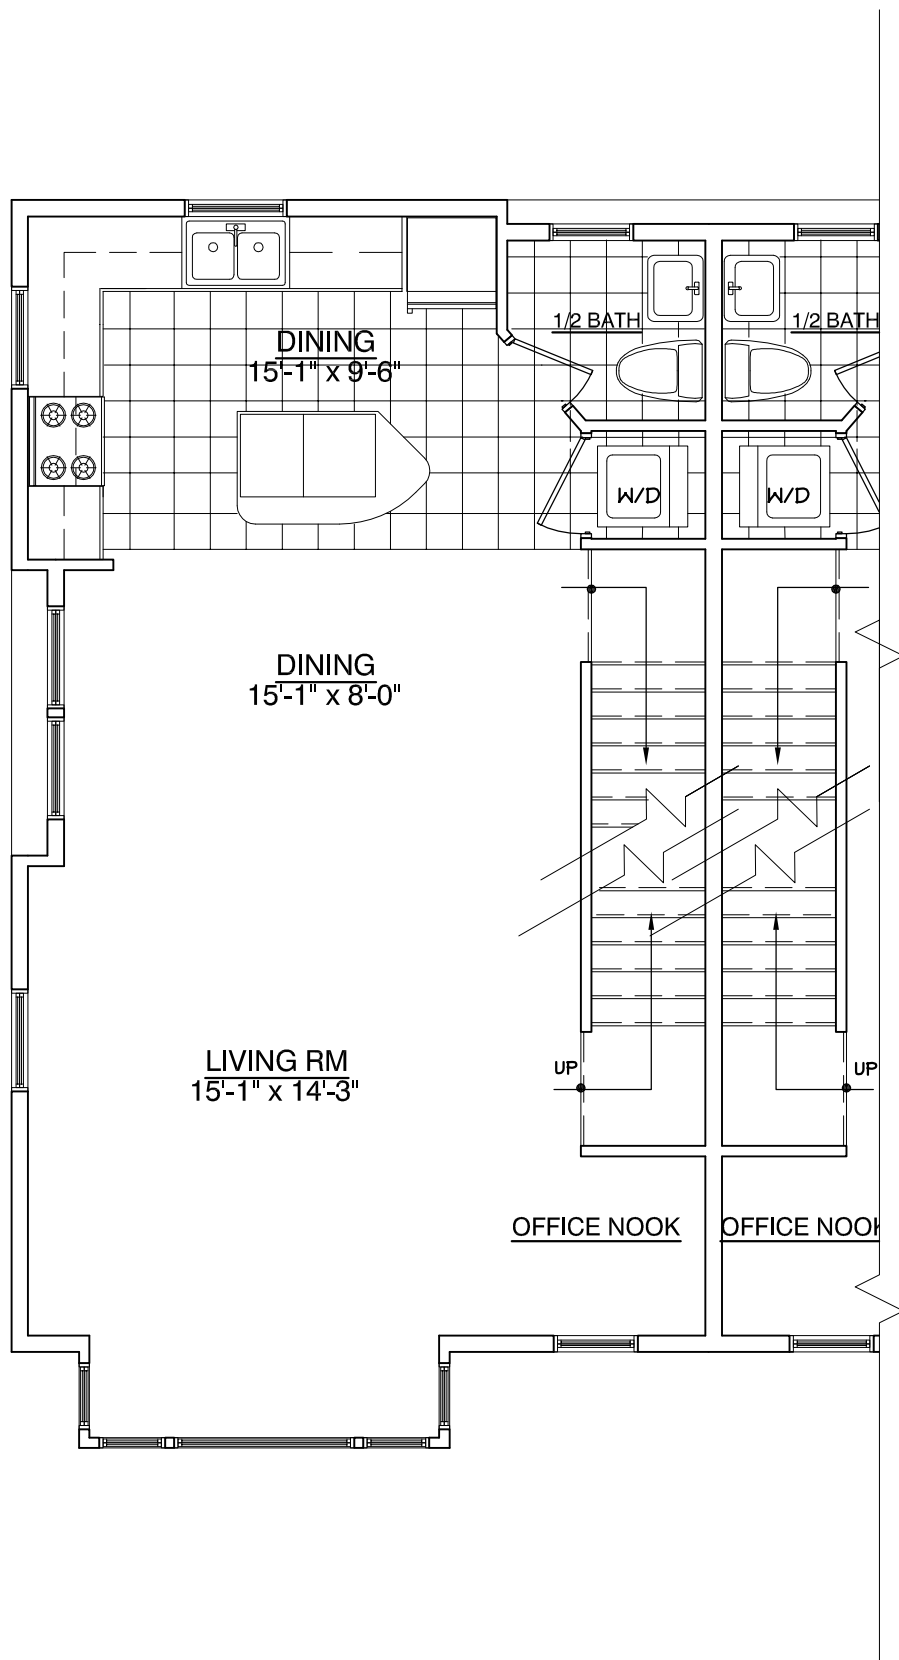 1/2 BATH
1/2 BATH
DINING
15'-1" x 9'-6"
W/D
W/D
DINING
15'-1" x 8'-0"
LIVING RM
15'-1" x 14'-3"
UP
UP
OFFICE NOOK
OFFICE NOOK